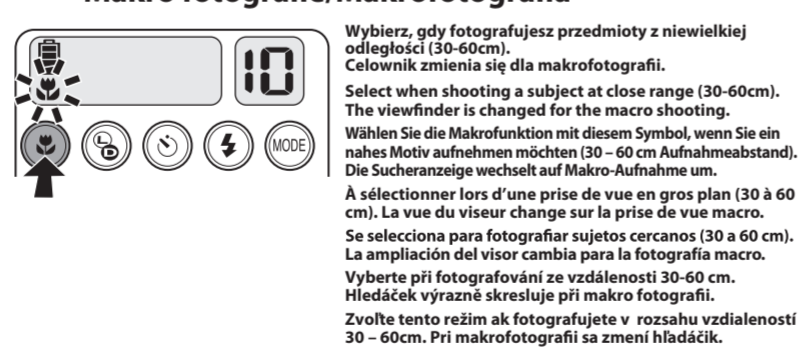 Makro fotografie/Makrofotografia
10
MODE
Wybierz, gdy fotografujesz przedmioty z niewielkiej
odległości (30-60cm).
Celownik zmienia się dla makrofotografii.
Select when shooting a subject at close range (30-60cm).
The viewfinder is changed for the macro shooting.
Wählen Sie die Makrofunktion mit diesem Symbol, wenn Sie ein
nahes Motiv aufnehmen möchten (30 – 60 cm Aufnahmeabstand).
Die Sucheranzeige wechselt auf Makro-Aufnahme um.
À sélectionner lors d’une prise de vue en gros plan (30 à 60
cm). La vue du viseur change sur la prise de vue macro.
Se selecciona para fotografiar sujetos cercanos (30 a 60 cm).
La ampliación del visor cambia para la fotografía macro.
Vyberte při fotografování ze vzdálenosti 30-60 cm.
Hledáček výrazně skresluje při makro fotografii.
Zvoľte tento režim ak fotografujete v rozsahu vzdialeností
30 – 60cm. Pri makrofotografii sa zmení hľadáčik.